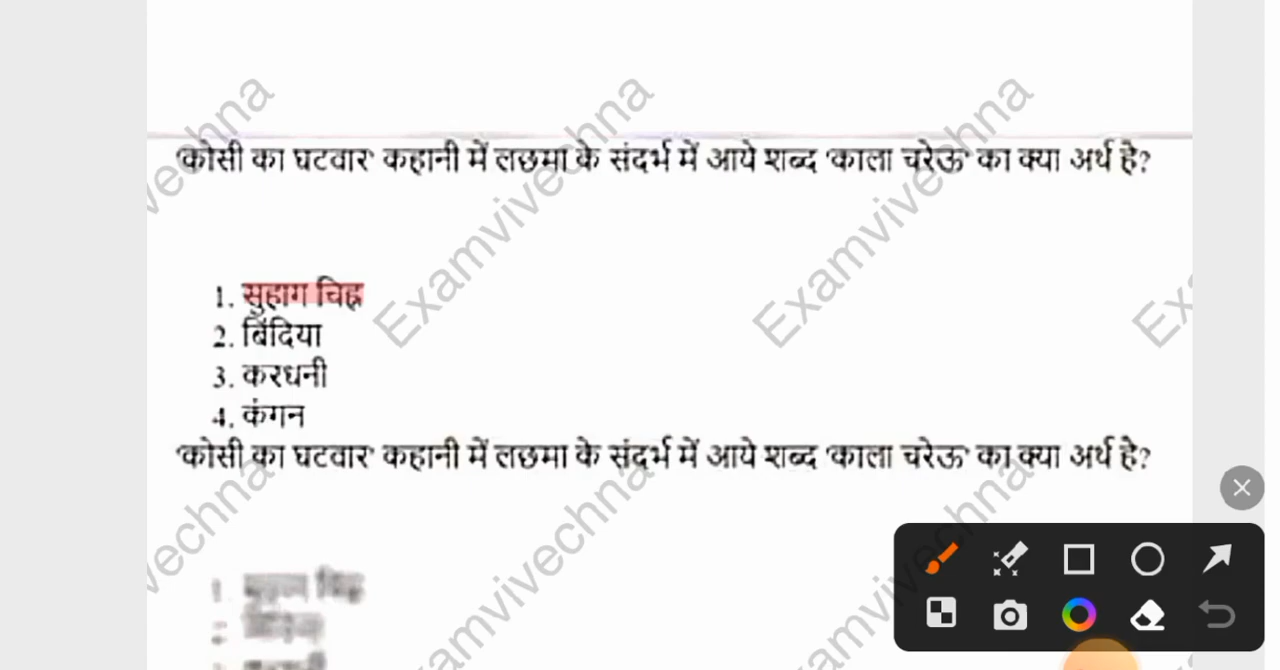 'कोसी का घटवार' कहानी में लछमा के संदर्भ में आये शब्द 'काला चरेऊ' का क्या अर्थ है?
1. सुहाग चिह्न
2. बिंदिया
3. करधनी
4. कंगन
'कोसी का घटवार' कहानी में लछमा के संदर्भ में आये शब्द 'काला चरेऊ' का क्या अर्थ है?
Examvivechna
Examvivechna